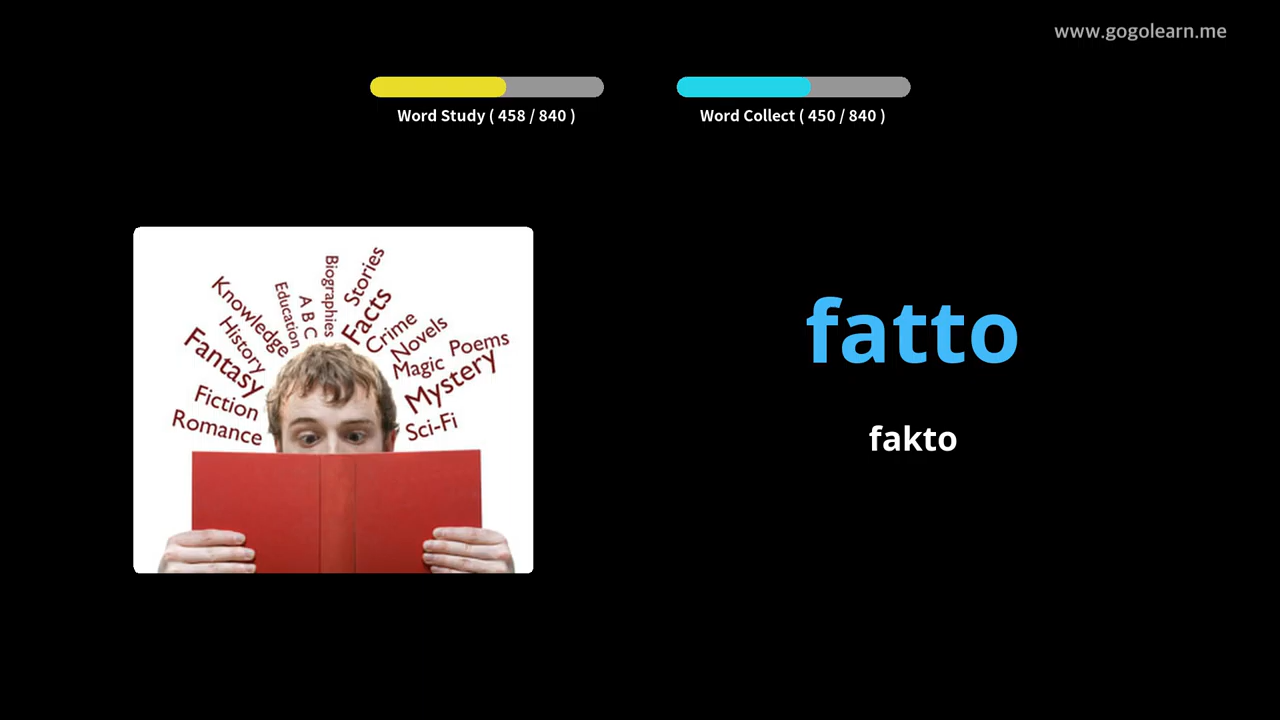 www.gogolearn.me
Word Study ( 458 / 840 )
Word Collect ( 450 / 840 )
Biographies
Stories
Education
A B C
Facts
Knowledge
Crime
History
Novels
Fantasy
Magic
Poems
Mystery
Fiction
Romance
Sci-Fi
fatto
fakto